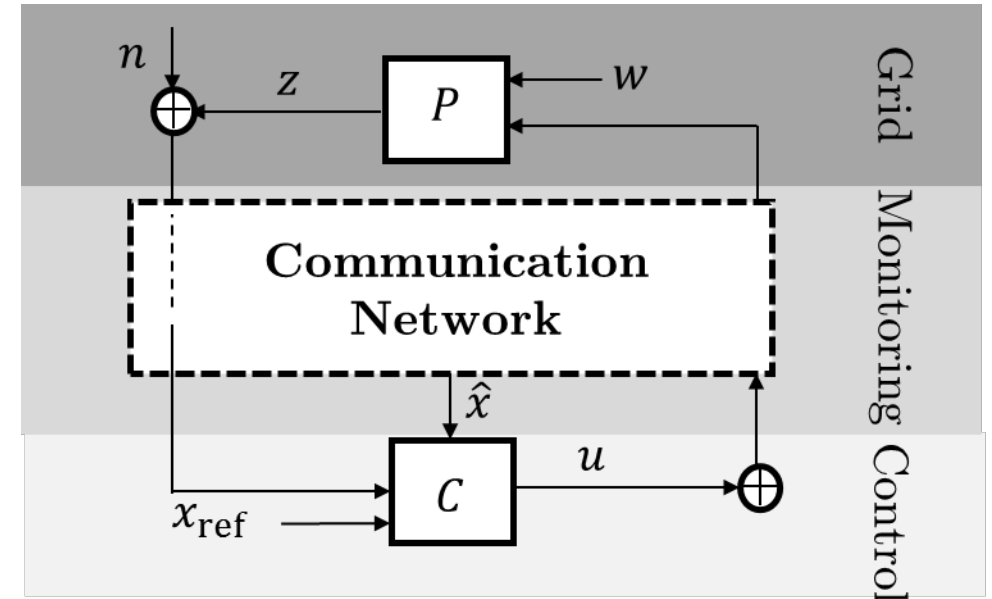 n
z
P
w
Communication
Network
x̂
u
C
x_ref
Grid
Monitoring
Control